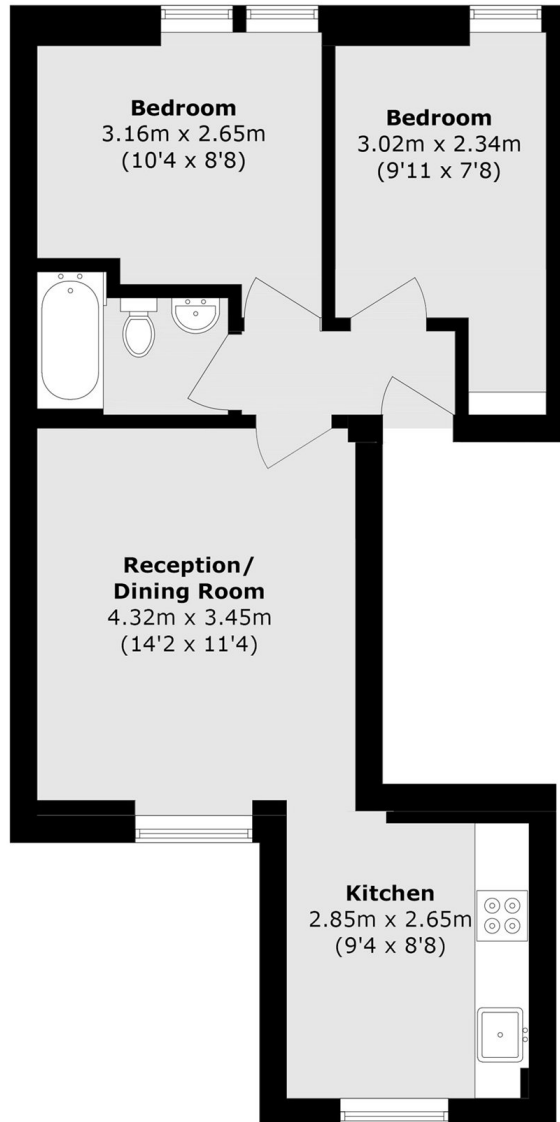 Bedroom
3.16m x 2.65m
(10'4 x 8'8)
Bedroom
3.02m x 2.34m
(9'11 x 7'8)
Reception/
Dining Room
4.32m x 3.45m
(14'2 x 11'4)
Kitchen
2.85m x 2.65m
(9'4 x 8'8)